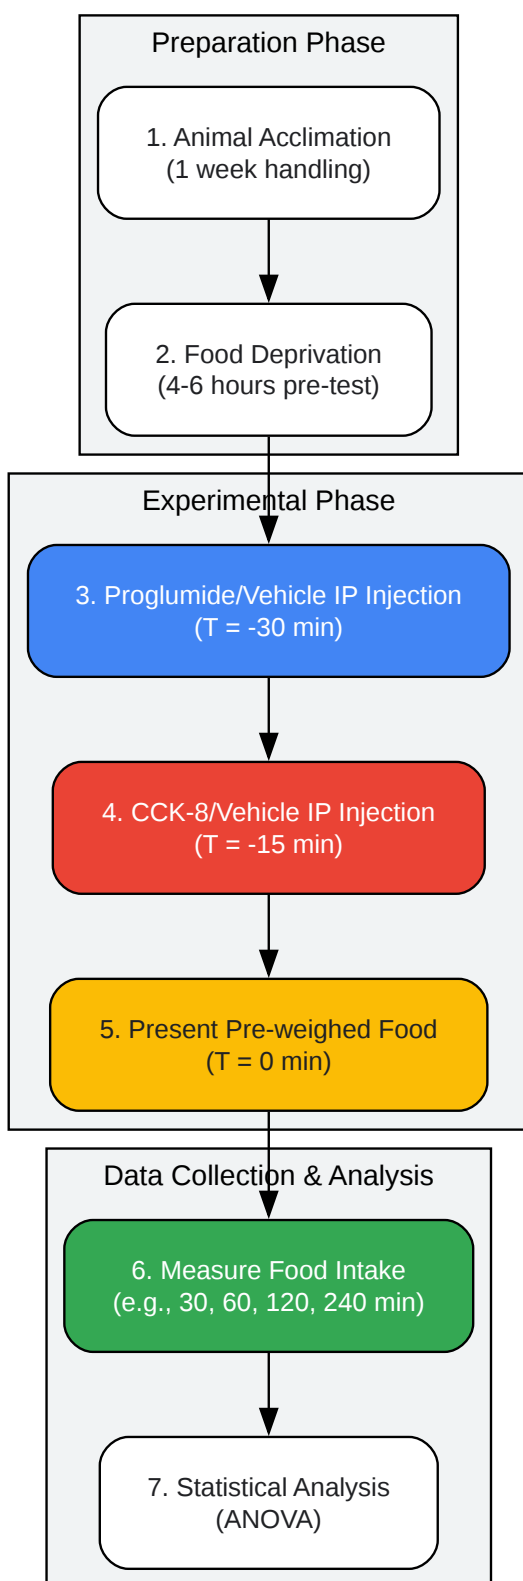 Preparation Phase
1. Animal Acclimation
(1 week handling)
2. Food Deprivation
(4-6 hours pre-test)
Experimental Phase
3. Proglumide/Vehicle IP Injection
(T = -30 min)
4. CCK-8/Vehicle IP Injection
(T = -15 min)
5. Present Pre-weighed Food
(T = 0 min)
Data Collection & Analysis
6. Measure Food Intake
(e.g., 30, 60, 120, 240 min)
7. Statistical Analysis
(ANOVA)